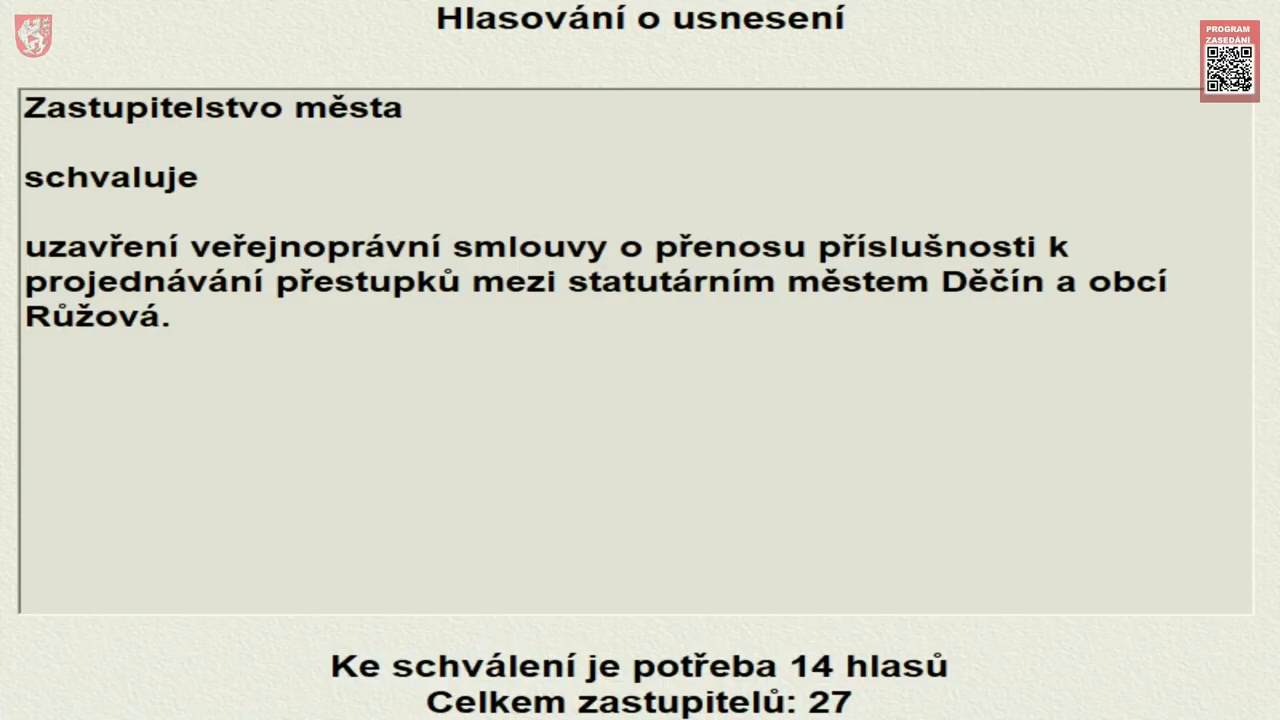 Hlasování o usnesení
PROGRAM
ZASEDÁNÍ
Zastupitelstvo města
schvaluje
uzavření veřejnoprávní smlouvy o přenosu příslušnosti k
projednávání přestupků mezi statutárním městem Děčín a obcí
Růžová.
Ke schválení je potřeba 14 hlasů
Celkem zastupitelů: 27